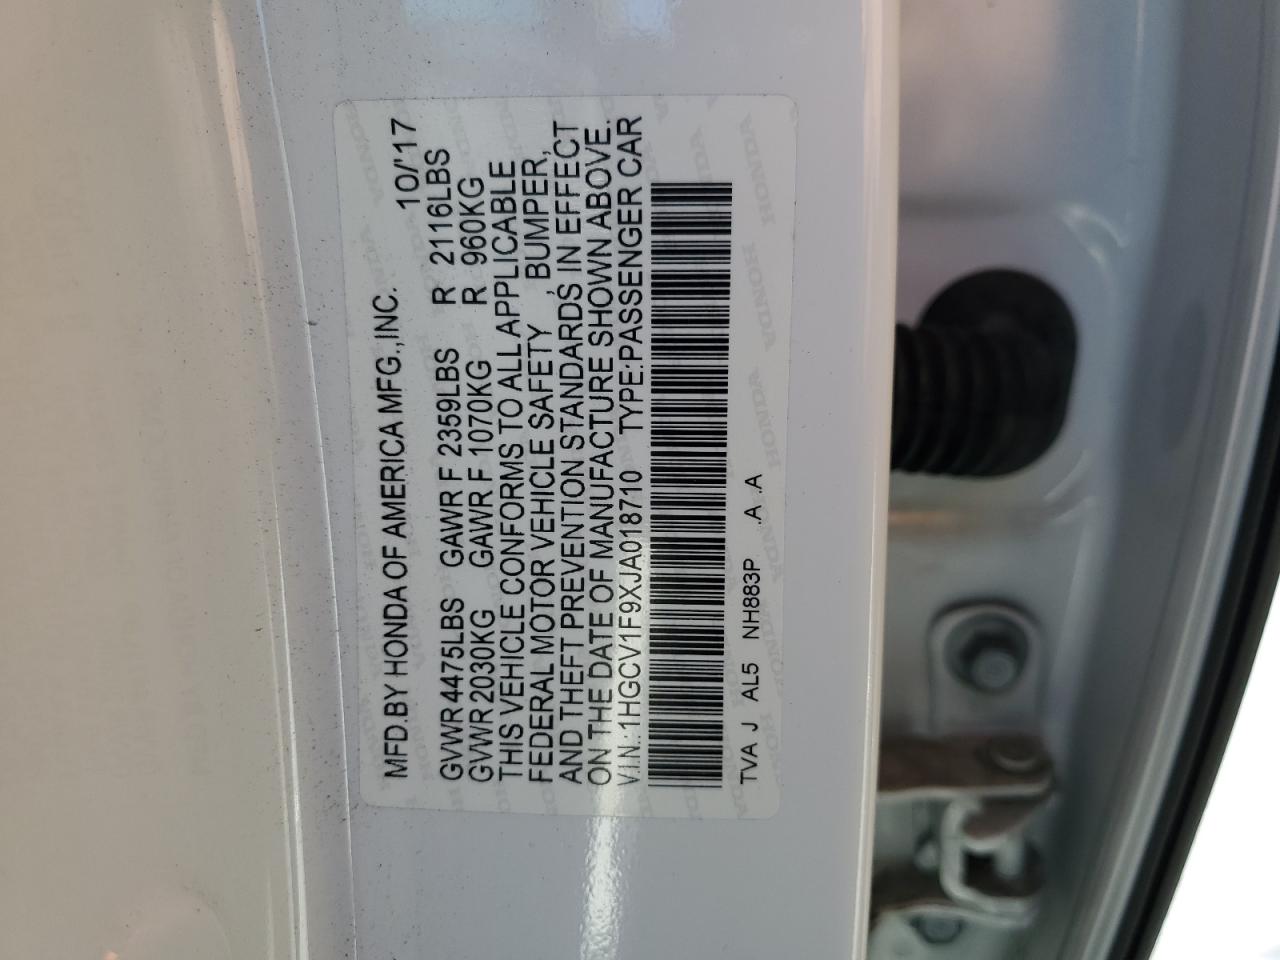 MFD.BY HONDA OF AMERICA MFG.,INC. 10/'17
GVWR 4475LBS GAWR F 2359LBS R 2116LBS
GVWR 2030KG GAWR F 1070KG R 960KG
THIS VEHICLE CONFORMS TO ALL APPLICABLE
FEDERAL MOTOR VEHICLE SAFETY , BUMPER,
AND THEFT PREVENTION STANDARDS IN EFFECT
ON THE DATE OF MANUFACTURE SHOWN ABOVE.
V.I.N.:1HGCV1F9XJA018710 TYPE:PASSENGER CAR
TVA J AL5 NH883P .A .A